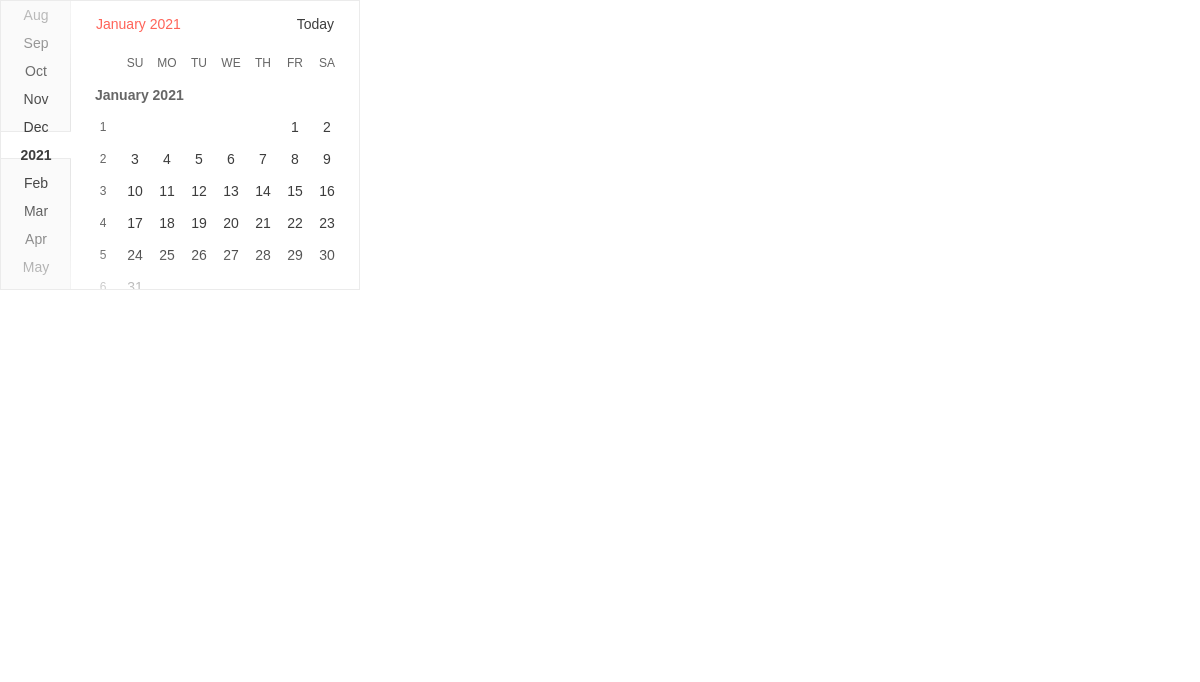 Aug
Sep
Oct
Nov
Dec
2021
Feb
Mar
Apr
May
January 2021 Today
SU MO TU WE TH FR SA
January 2021
1 1 2
2 3 4 5 6 7 8 9
3 10 11 12 13 14 15 16
4 17 18 19 20 21 22 23
5 24 25 26 27 28 29 30
6 31